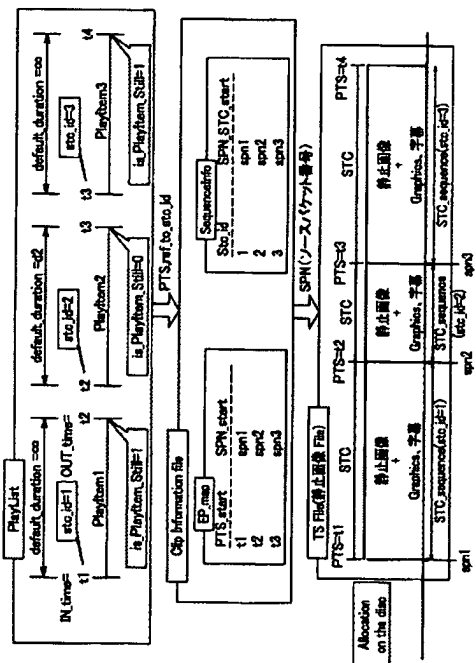 PlayList
default_duration =∞
default_duration =d2
default_duration =∞
stc_id=1
stc_id=2
stc_id=3
IN_time=
t1
OUT_time=
t2
t2
t3
t3
t4
PlayItem1
PlayItem2
PlayItem3
is_PlayItem_Still=1
is_PlayItem_Still=0
is_PlayItem_Still=1
PTS,ref_to_stc_id
Clip Information file
EP_map
PTS_start SPN_start
t1 spn1
t2 spn2
t3 spn3
SequenceInfo
Stc_id SPN_STC_start
1 spn1
2 spn2
3 spn3
SPN(ソースパケット番号)
TS File(静止画像 File)
PTS=t1
PTS=t2
PTS=t3
PTS=t4
STC
STC
STC
静止画像
+
Graphics、字幕
静止画像
+
Graphics、字幕
静止画像
+
Graphics、字幕
STC_sequence(stc_id=1)
STC_sequence
(stc_id=2)
STC_sequence(stc_id=3)
spn1
spn2
spn3
Allocation
on the disc